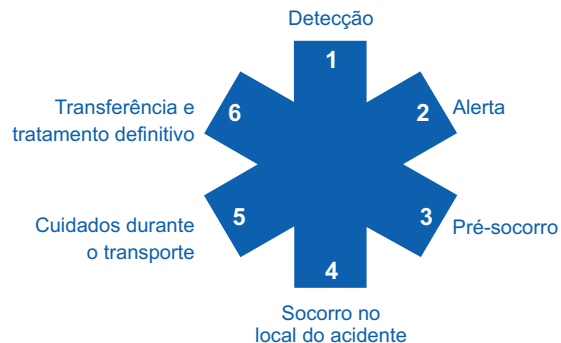 Detecção
1
2
Alerta
3
Pré-socorro
4
Socorro no
local do acidente
5
Cuidados durante
o transporte
6
Transferência e
tratamento definitivo